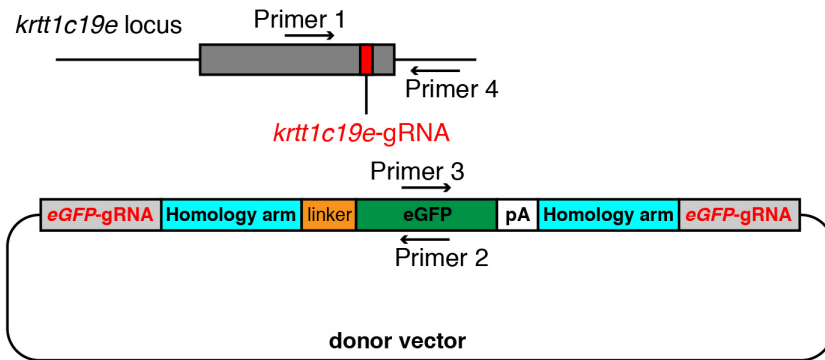 Primer 1
krtt1c19e locus
Primer 4
krtt1c19e-gRNA
Primer 3
eGFP-gRNA Homology arm linker eGFP pA Homology arm eGFP-gRNA
Primer 2
donor vector